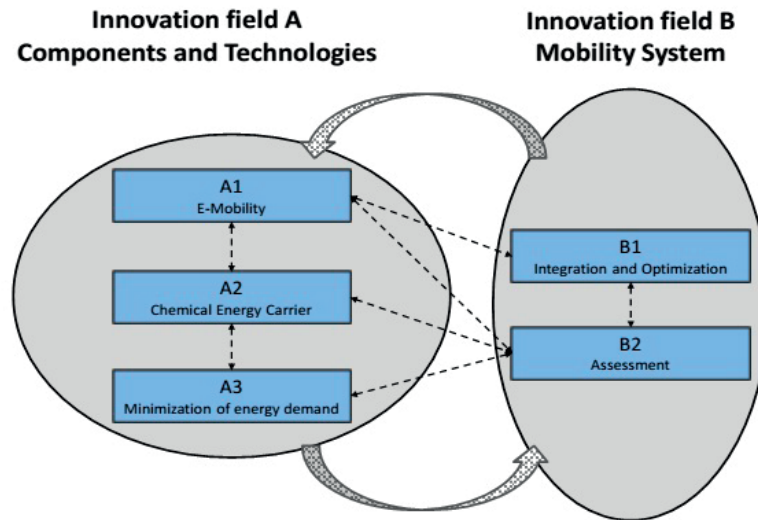 Innovation field A
Components and Technologies
Innovation field B
Mobility System
A1
E-Mobility
A2
Chemical Energy Carrier
A3
Minimization of energy demand
B1
Integration and Optimization
B2
Assessment